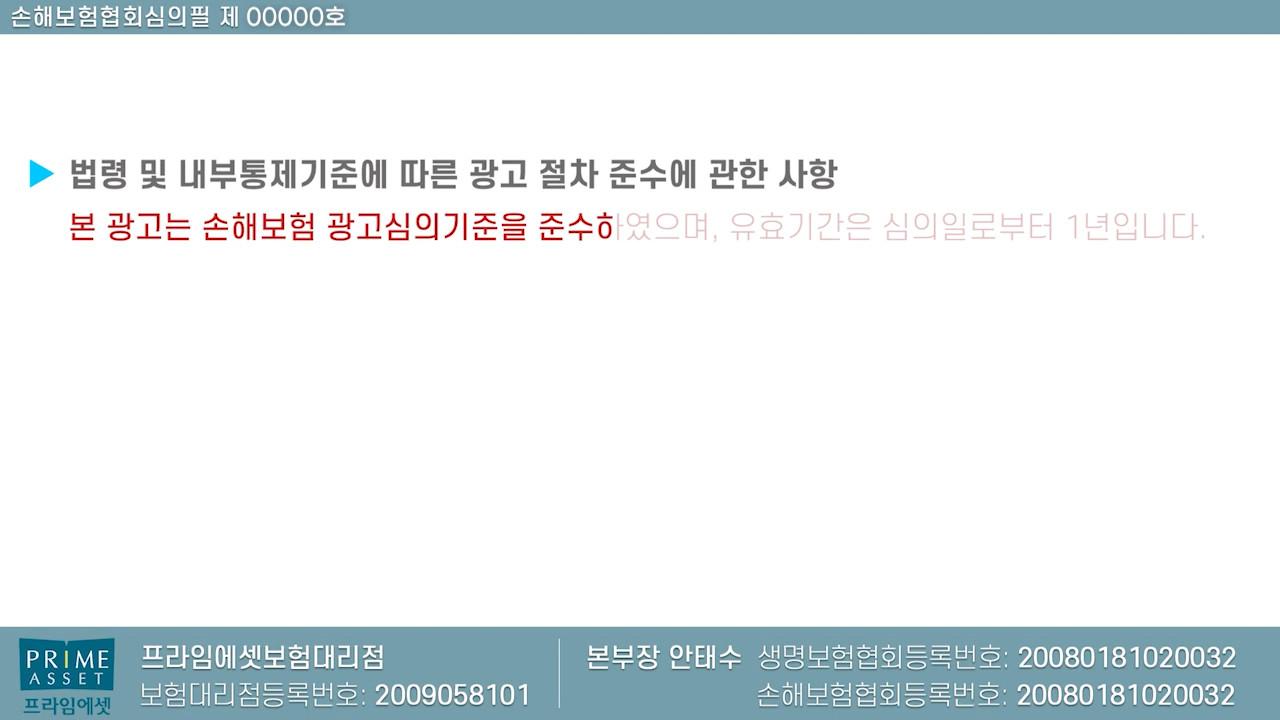 손해보험협회심의필 제 00000호
▶ 법령 및 내부통제기준에 따른 광고 절차 준수에 관한 사항
본 광고는 손해보험 광고심의기준을 준수하였으며, 유효기간은 심의일로부터 1년입니다.
PRIME
ASSET
프라임에셋
프라임에셋보험대리점
보험대리점등록번호: 2009058101
본부장 안태수 생명보험협회등록번호: 20080181020032
손해보험협회등록번호: 20080181020032